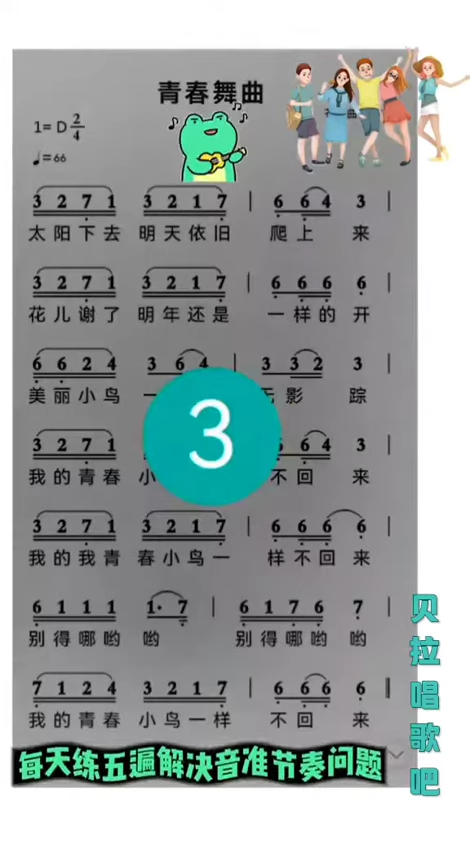 青春舞曲
1=D 2/4
♩=66
3 2 7 1 3 2 1 7 | 6 6 4 3 |
太阳下去 明天依旧 爬上 来
3 2 7 1 3 2 1 7 | 6 6 6 6 |
花儿谢了 明年还是 一样的 开
6 6 2 4 3 6 4 | 3 3 2 3 |
美丽小鸟 一 影 踪
3 2 7 1 6 4 3 |
我的青春 小 不回 来
3 2 7 1 3 2 1 7 | 6 6 6 6 |
我的我青 春小鸟一 样不回 来
6 1 1 1 1· 7 | 6 1 7 6 7 |
别得哪哟 哟 别得哪哟 哟
7 1 2 4 3 2 1 7 | 6 6 6 6 ‖
我的青春 小鸟一样 不回 来
3
每天练五遍解决音准节奏问题
贝拉唱歌吧